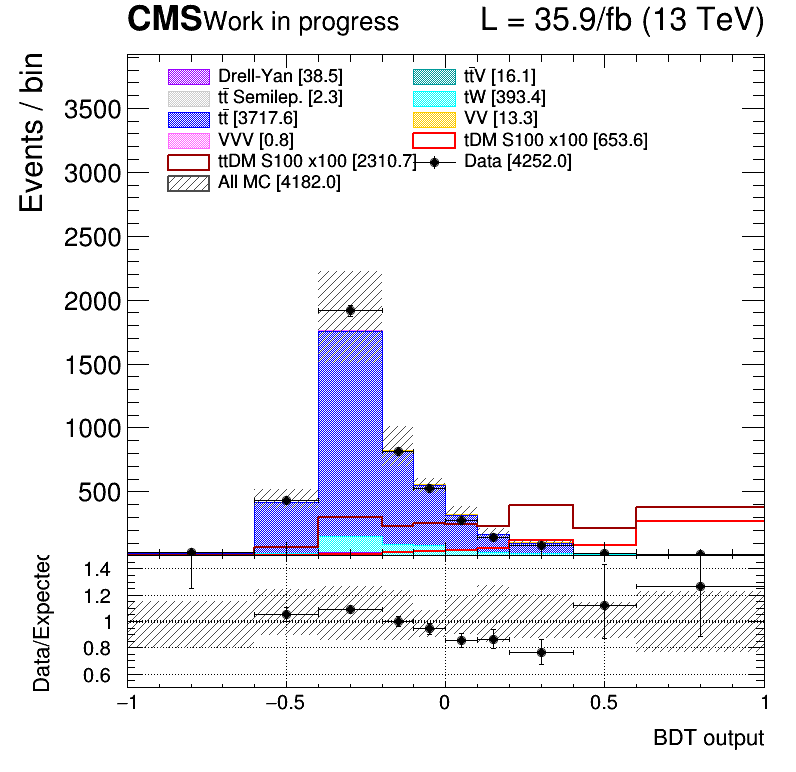 CMS Work in progress L = 35.9/fb (13 TeV)
Events / bin
Drell-Yan [38.5] tt̄V [16.1]
tt̄ Semilep. [2.3] tW [393.4]
tt̄ [3717.6] VV [13.3]
VVV [0.8] tDM S100 x100 [653.6]
ttDM S100 x100 [2310.7] Data [4252.0]
All MC [4182.0]
3500
3000
2500
2000
1500
1000
500
Data/Expected
1.4
1.2
1
0.8
0.6
−1 −0.5 0 0.5 1
BDT output